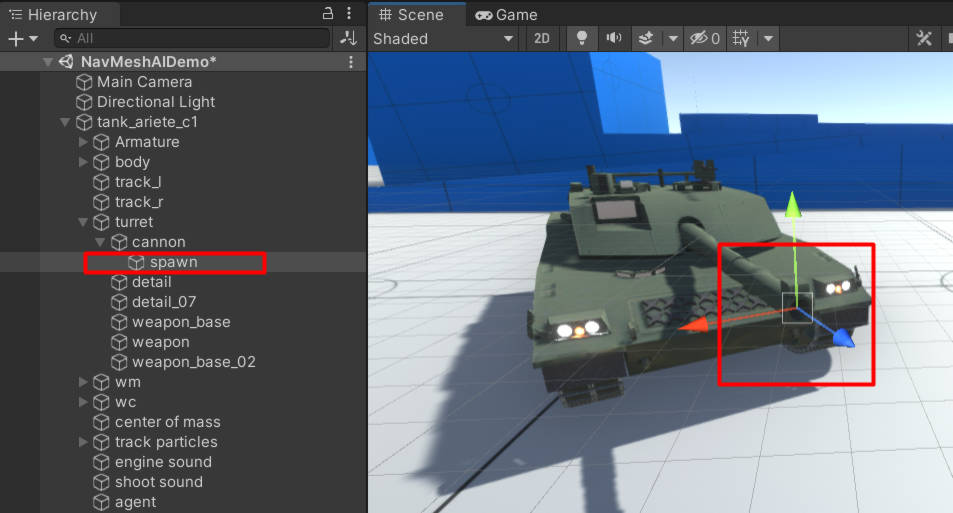 Hierarchy
All
NavMeshAIDemo*
Main Camera
Directional Light
tank_ariete_c1
Armature
body
track_l
track_r
turret
cannon
spawn
detail
detail_07
weapon_base
weapon
weapon_base_02
wm
wc
center of mass
track particles
engine sound
shoot sound
agent
Scene
Game
Shaded
2D
0